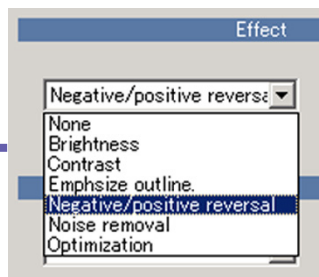 Effect
Negative/positive reversa
None
Brightness
Contrast
Emphsize outline.
Negative/positive reversal
Noise removal
Optimization